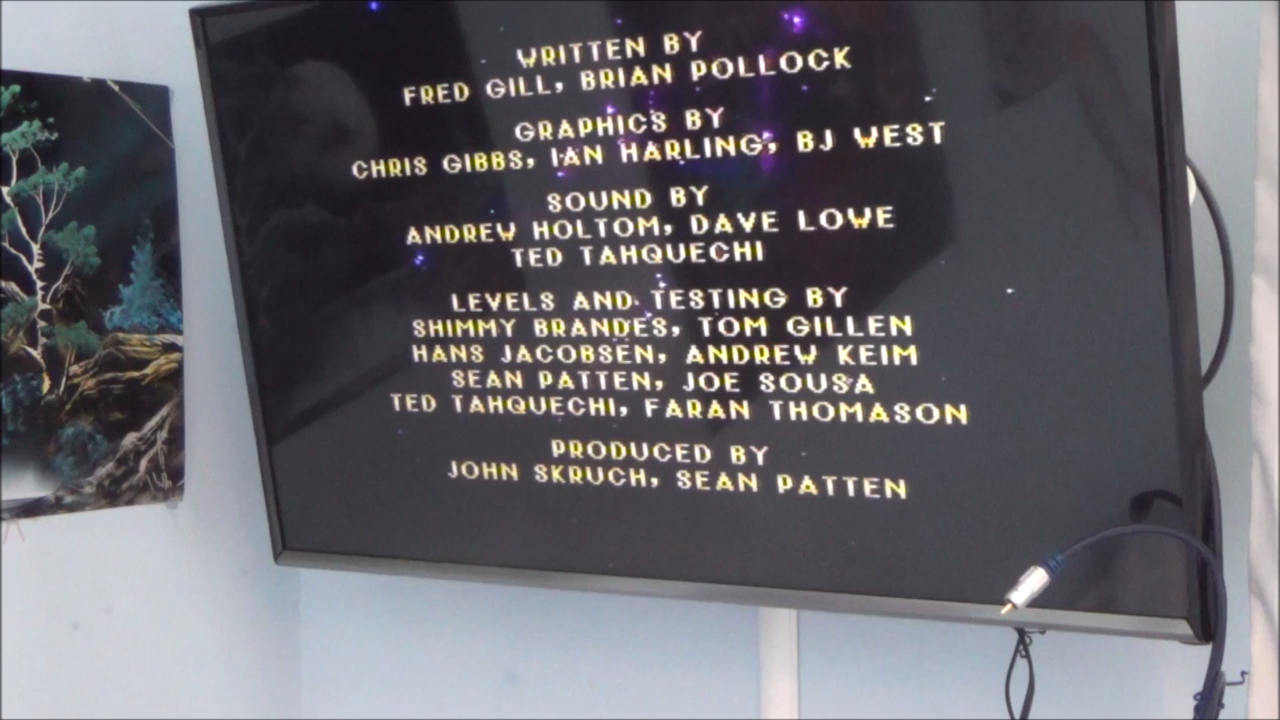 WRITTEN BY
FRED GILL, BRIAN POLLOCK
GRAPHICS BY
CHRIS GIBBS, IAN HARLING, BJ WEST
SOUND BY
ANDREW HOLTOM, DAVE LOWE
TED TAHQUECHI
LEVELS AND TESTING BY
SHIMMY BRANDES, TOM GILLEN
HANS JACOBSEN, ANDREW KEIM
SEAN PATTEN, JOE SOUSA
TED TAHQUECHI, FARAN THOMASON
PRODUCED BY
JOHN SKRUCH, SEAN PATTEN